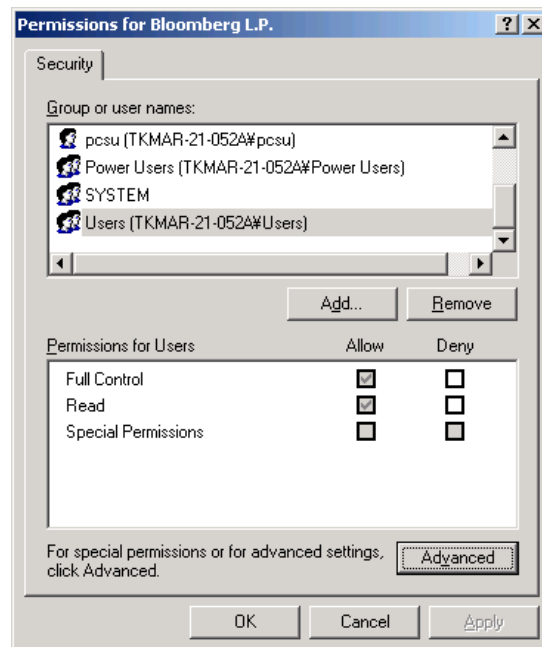 Permissions for Bloomberg L.P.
Security
Group or user names:
pcsu (TKMAR-21-052A¥pcsu)
Power Users (TKMAR-21-052A¥Power Users)
SYSTEM
Users (TKMAR-21-052A¥Users)
Add... Remove
Permissions for Users Allow Deny
Full Control
Read
Special Permissions
For special permissions or for advanced settings,
click Advanced.
Advanced
OK Cancel Apply